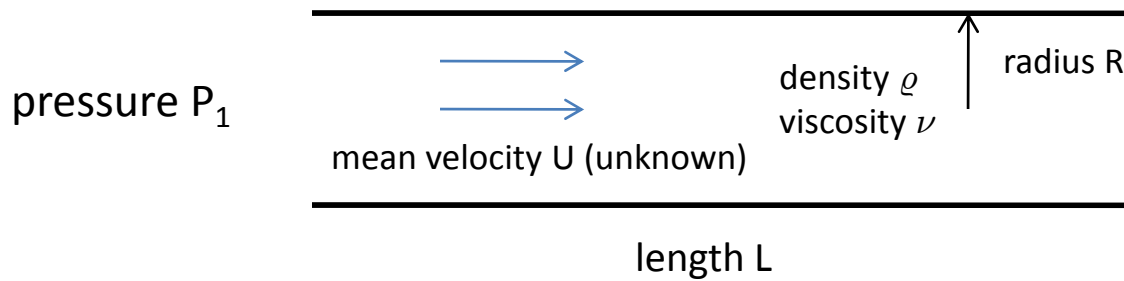 pressure P₁
mean velocity U (unknown)
density ϱ
viscosity ν
radius R
length L